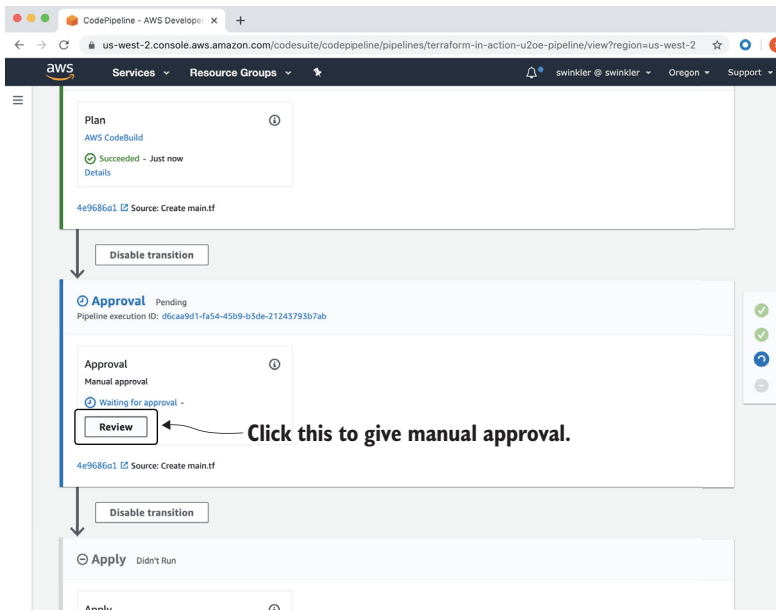 CodePipeline - AWS Developer
us-west-2.console.aws.amazon.com/codesuite/codepipeline/pipelines/terraform-in-action-u2oe-pipeline/view?region=us-west-2
aws Services Resource Groups swinkler @ swinkler Oregon Support
Plan
AWS CodeBuild
Succeeded - Just now
Details
4e9686a1 Source: Create main.tf
Disable transition
Approval Pending
Pipeline execution ID: d6caa9d1-fa54-45b9-b3de-21243793b7ab
Approval
Manual approval
Waiting for approval -
Review
Click this to give manual approval.
4e9686a1 Source: Create main.tf
Disable transition
Apply Didn't Run
Apply